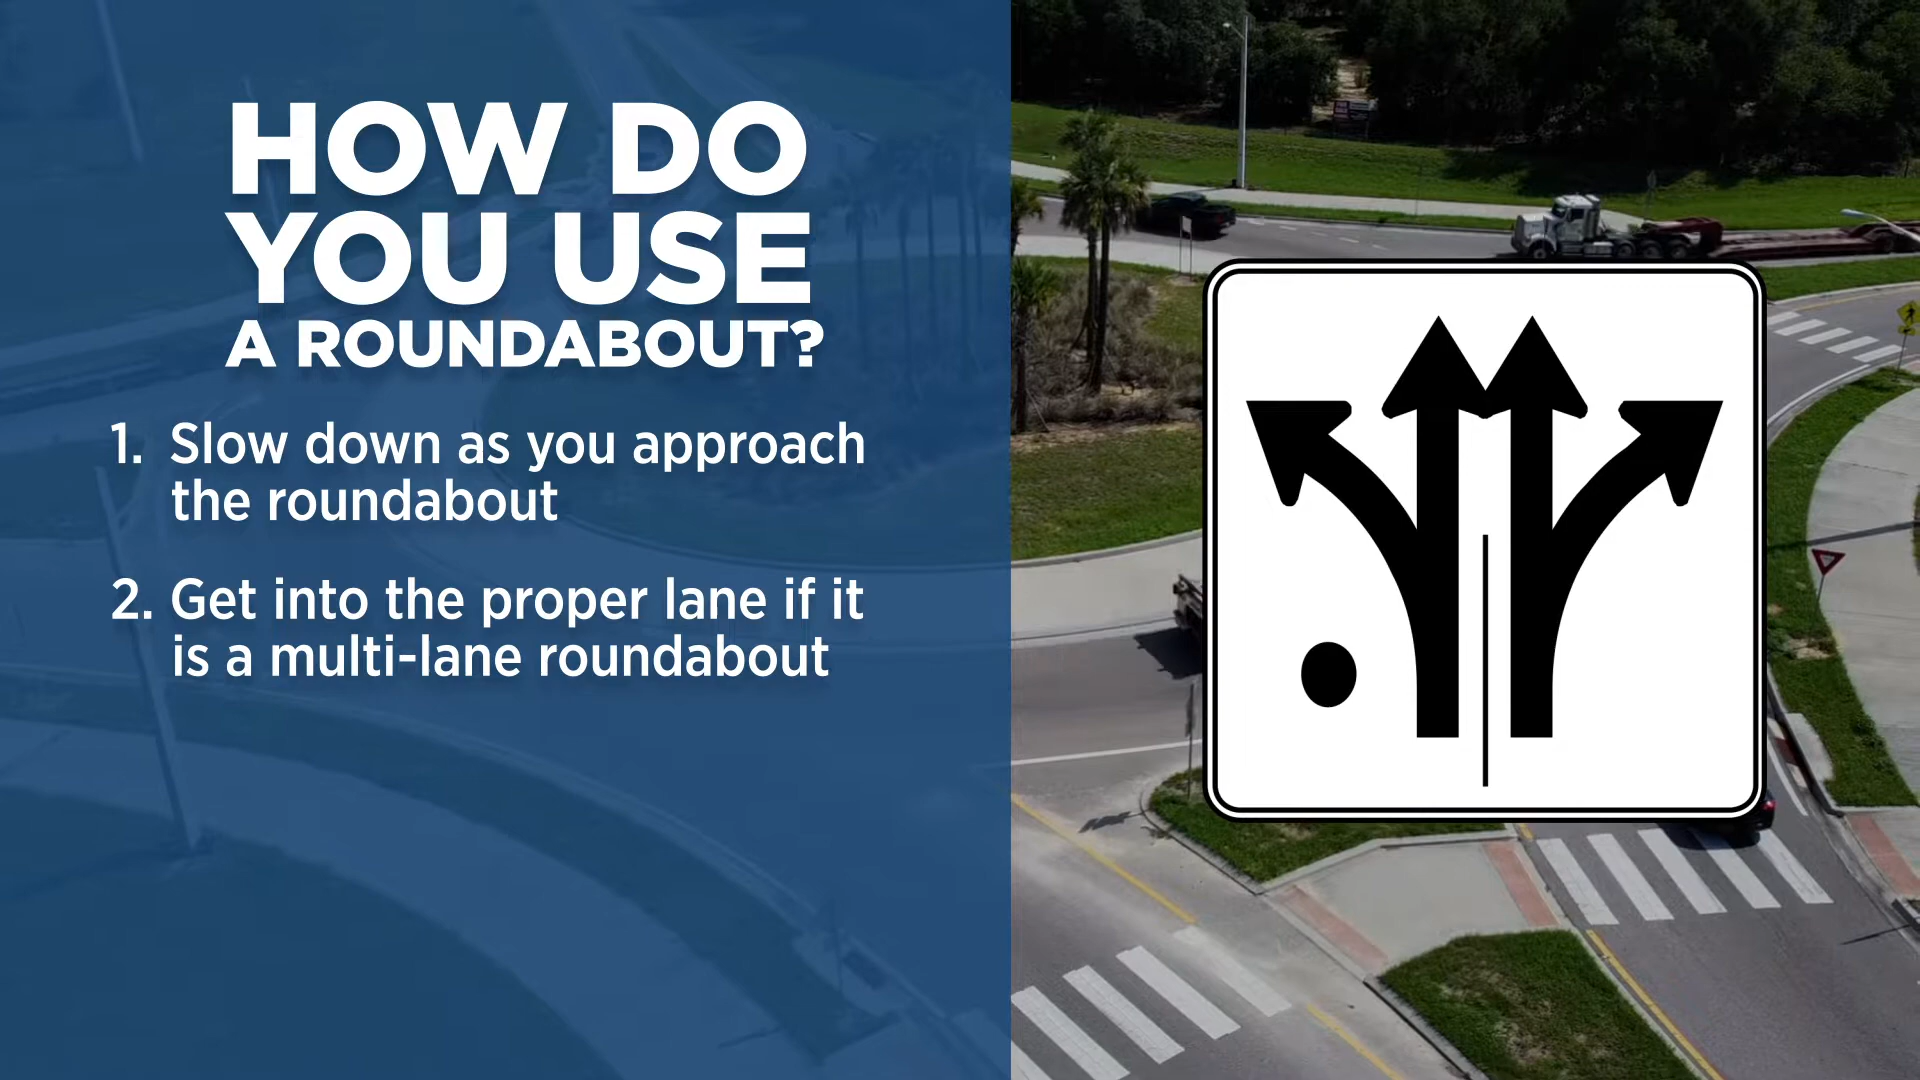 HOW DO
YOU USE
A ROUNDABOUT?
1. Slow down as you approach
the roundabout
2. Get into the proper lane if it
is a multi-lane roundabout